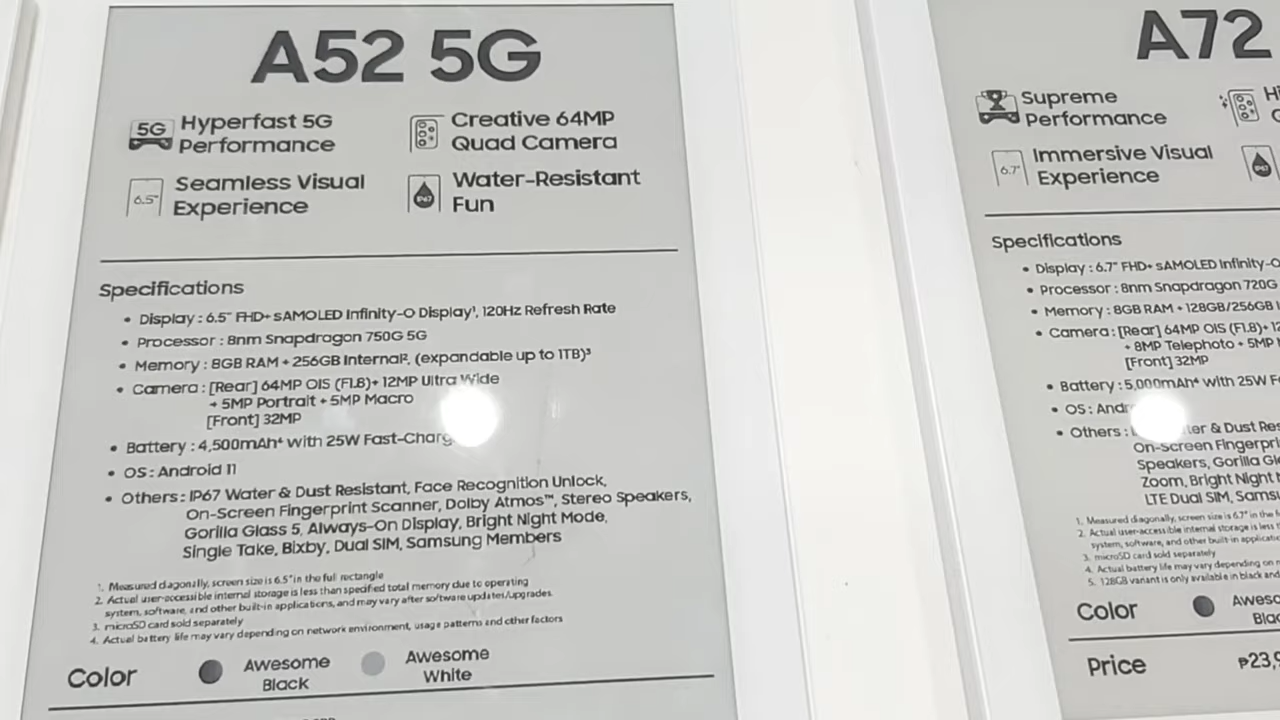 A52 5G
5G Hyperfast 5G
Performance
Creative 64MP
Quad Camera
6.5" Seamless Visual
Experience
IP67 Water-Resistant
Fun
Specifications
• Display : 6.5" FHD+ sAMOLED Infinity-O Display¹, 120Hz Refresh Rate
• Processor : 8nm Snapdragon 750G 5G
• Memory : 8GB RAM + 256GB Internal², (expandable up to 1TB)³
• Camera : [Rear] 64MP OIS (F1.8)+ 12MP Ultra Wide
+ 5MP Portrait + 5MP Macro
[Front] 32MP
• Battery : 4,500mAh⁴ with 25W Fast-Charg
• OS : Android 11
• Others : IP67 Water & Dust Resistant, Face Recognition Unlock,
On-Screen Fingerprint Scanner, Dolby Atmos™, Stereo Speakers,
Gorilla Glass 5, Always-On Display, Bright Night Mode,
Single Take, Bixby, Dual SIM, Samsung Members
1. Measured diagonally, screen size is 6.5" in the full rectangle
2. Actual user-accessible internal storage is less than specified total memory due to operating
system, software, and other built-in applications, and may vary after software updates/upgrades.
3. microSD card sold separately
4. Actual battery life may vary depending on network environment, usage patterns and other factors
Color
Awesome
Black
Awesome
White
A72
Supreme
Performance
6.7" Immersive Visual
Experience
IP67
Specifications
• Display : 6.7" FHD+ sAMOLED Infinity-O
• Processor : 8nm Snapdragon 720G
• Memory : 8GB RAM + 128GB/256GB
• Camera : [Rear] 64MP OIS (F1.8)+ 12
+ 8MP Telephoto + 5MP
[Front] 32MP
• Battery : 5,000mAh⁴ with 25W
• OS : Andr
• Others : & Dust
On-Screen
Speakers, Gorilla
Zoom, Bright Night
LTE Dual SIM,
1. Measured diagonally, screen size is 6.7" in the
2. Actual user-accessible internal storage is less
system, software, and other built-in
3. microSD card sold separately
4. Actual battery life may vary depending on
5. 128GB variant is only available in black and
Color
Price
₱23,9